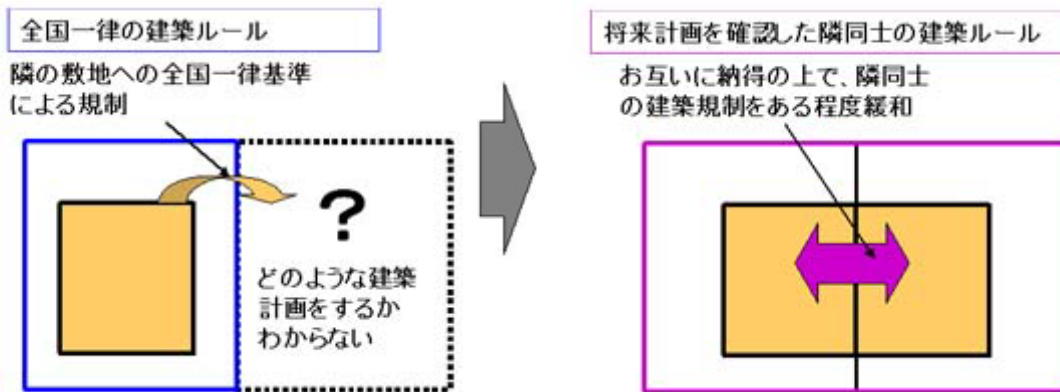 全国一律の建築ルール
隣の敷地への全国一律基準
による規制
?
どのような建築
計画をするか
わからない
将来計画を確認した隣同士の建築ルール
お互いに納得の上で、隣同士
の建築規制をある程度緩和